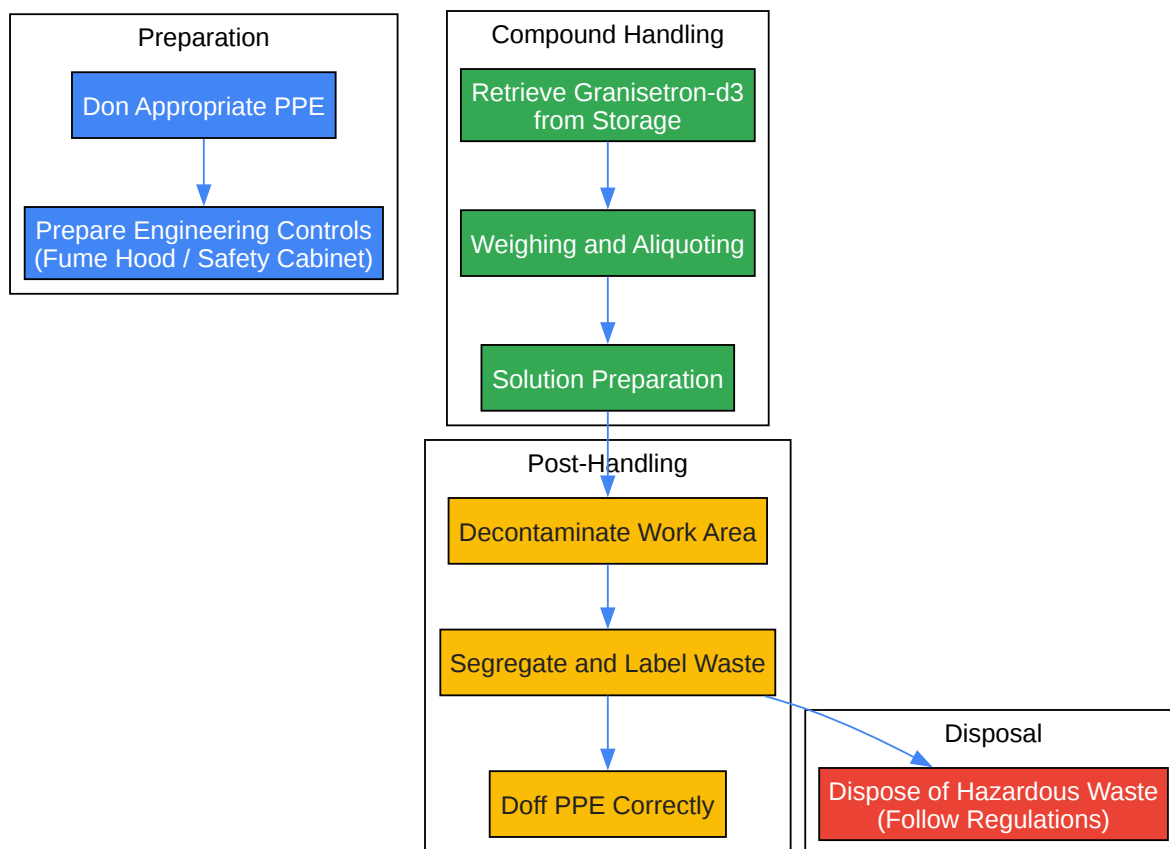 Preparation
Don Appropriate PPE
Prepare Engineering Controls
(Fume Hood / Safety Cabinet)
Compound Handling
Retrieve Granisetron-d3
from Storage
Weighing and Aliquoting
Solution Preparation
Post-Handling
Decontaminate Work Area
Segregate and Label Waste
Doff PPE Correctly
Disposal
Dispose of Hazardous Waste
(Follow Regulations)